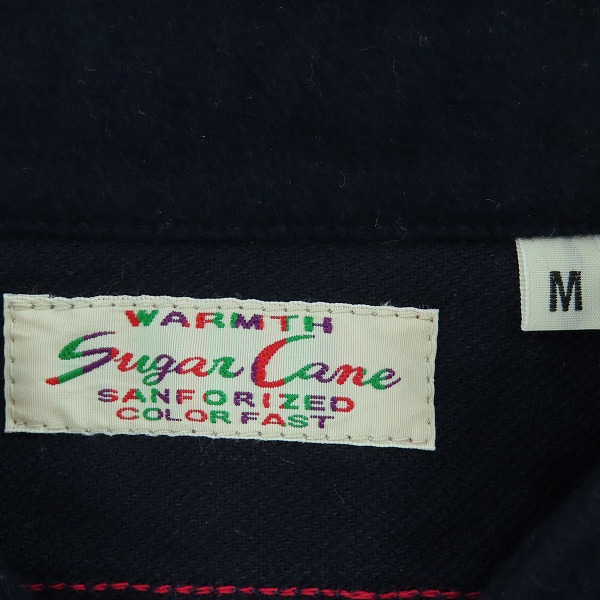 WARMTH
Sugar Cane
SANFORIZED
COLOR FAST
M